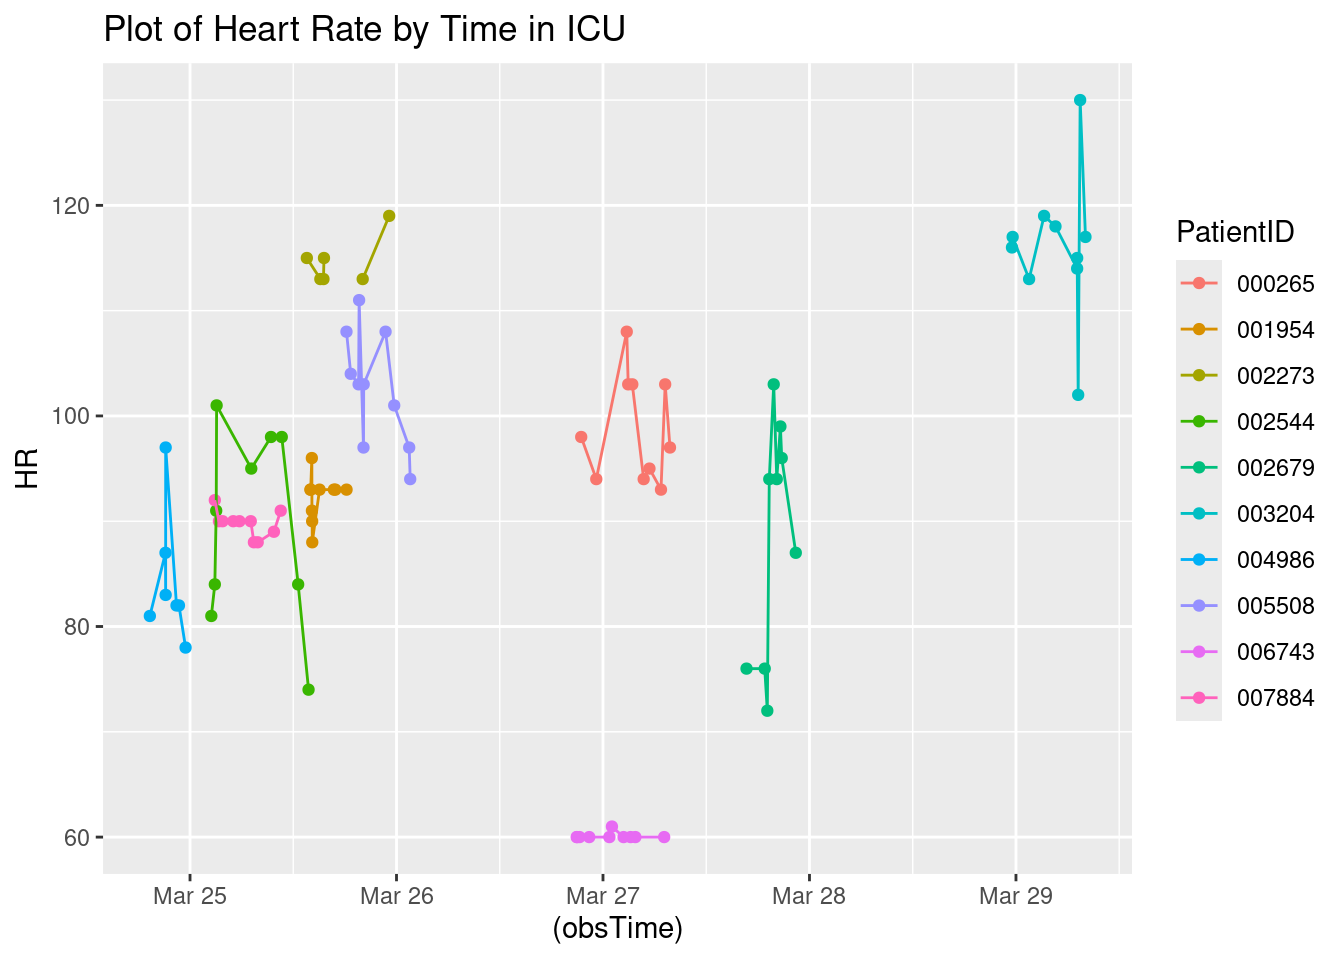 Plot of Heart Rate by Time in ICU
HR
120
100
80
60
Mar 25
Mar 26
Mar 27
Mar 28
Mar 29
(obsTime)
PatientID
000265
001954
002273
002544
002679
003204
004986
005508
006743
007884